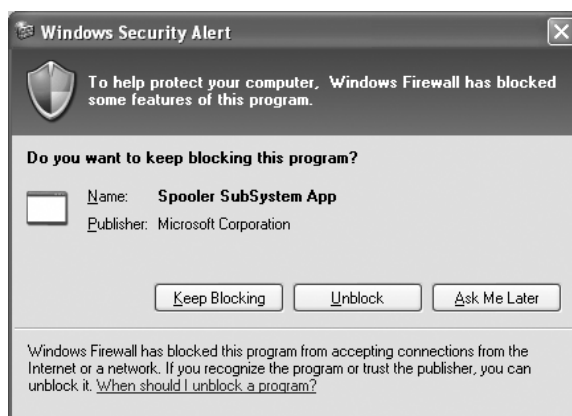 Windows Security Alert
To help protect your computer, Windows Firewall has blocked
some features of this program.
Do you want to keep blocking this program?
Name: Spooler SubSystem App
Publisher: Microsoft Corporation
Keep Blocking Unblock Ask Me Later
Windows Firewall has blocked this program from accepting connections from the
Internet or a network. If you recognize the program or trust the publisher, you can
unblock it. When should I unblock a program?